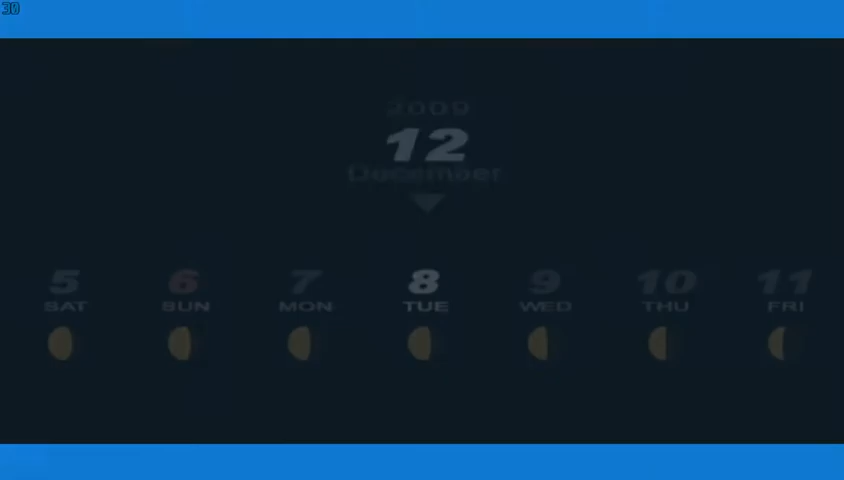 30
2009
12
December
5 6 7 8 9 10 11
SAT SUN MON TUE WED THU FRI